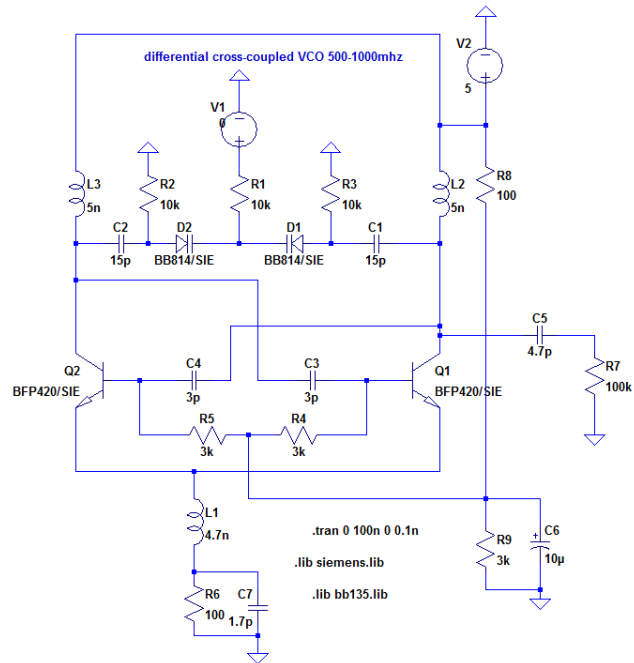 V2
5
differential cross-coupled VCO 500-1000mhz
V1
0
L3
5n
R2
10k
R1
10k
R3
10k
L2
5n
R8
100
C2
15p
D2
BB814/SIE
D1
BB814/SIE
C1
15p
C5
4.7p
R7
100k
Q2
BFP420/SIE
C4
3p
C3
3p
Q1
BFP420/SIE
R5
3k
R4
3k
L1
4.7n
.tran 0 100n 0 0.1n
R9
3k
C6
10µ
.lib siemens.lib
R6
100
C7
1.7p
.lib bb135.lib